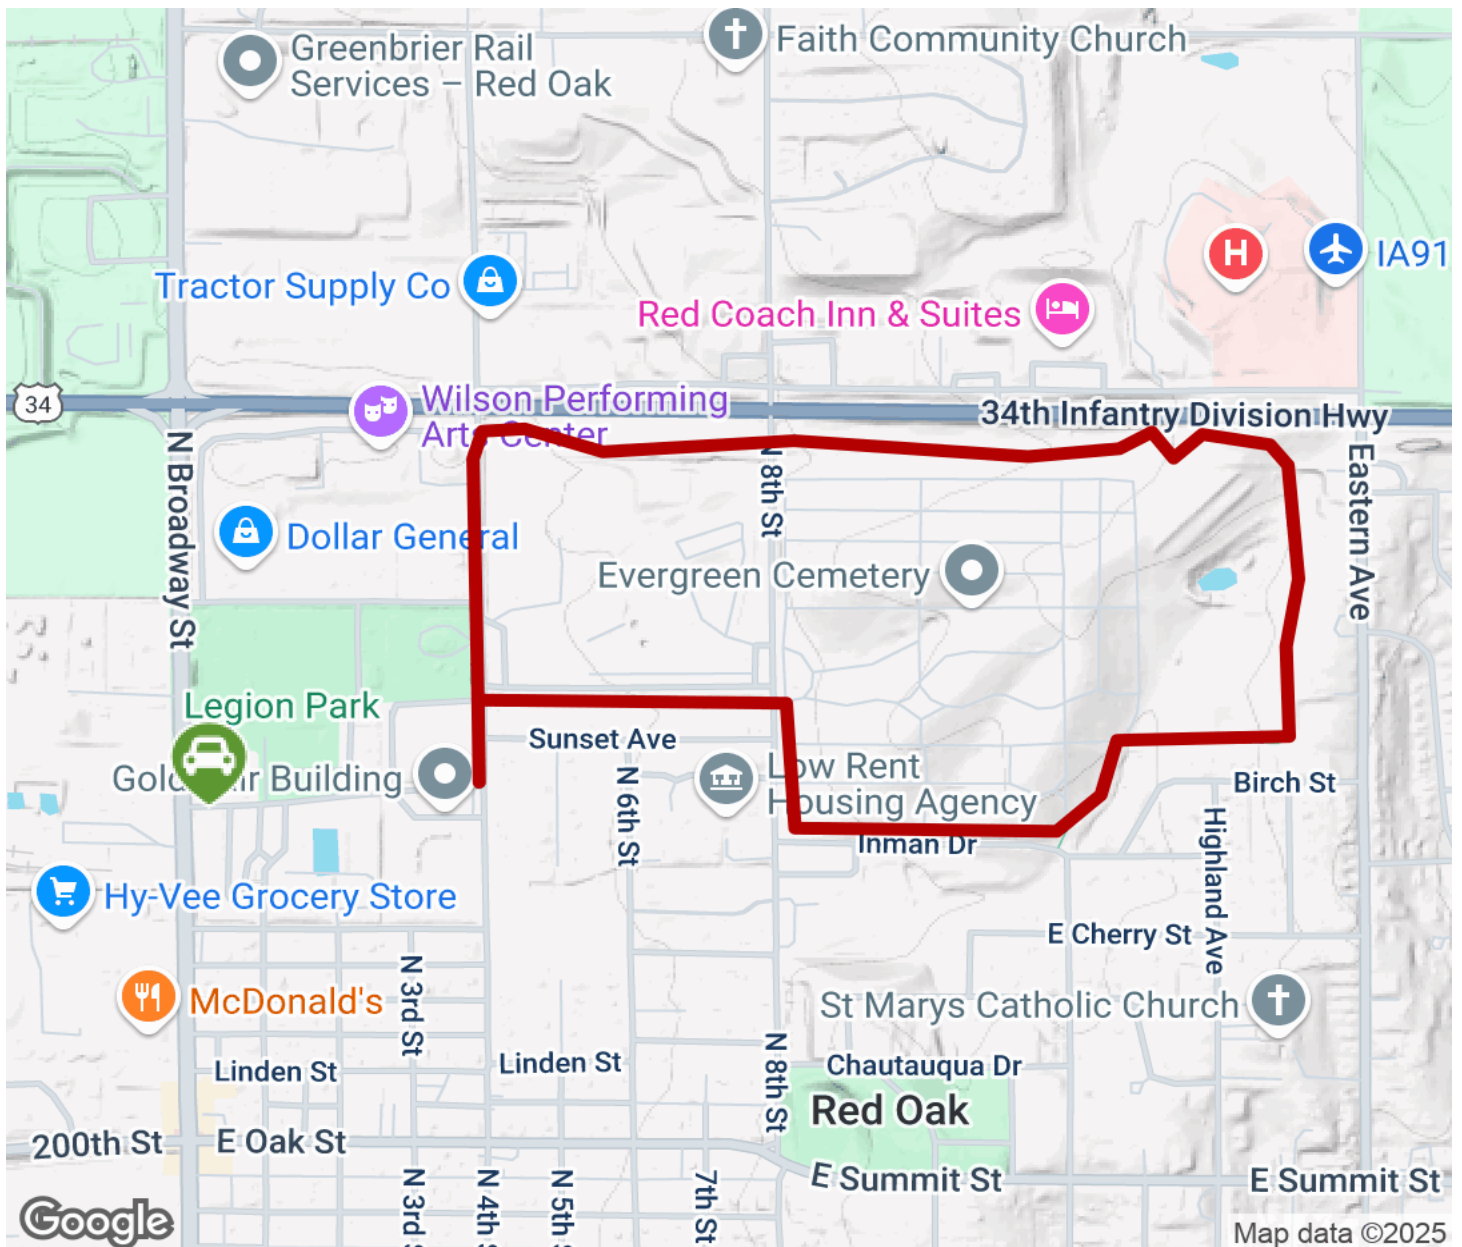 Greenbrier Rail
Services – Red Oak
Faith Community Church
IA91
Tractor Supply Co
H
Red Coach Inn & Suites
34
Wilson Performing
Arts Center
34th Infantry Division Hwy
N Broadway St
N 8th St
Eastern Ave
Dollar General
Evergreen Cemetery
Legion Park
Sunset Ave
Low Rent
Housing Agency
N 6th St
Birch St
Inman Dr
Highland Ave
Hy-Vee Grocery Store
E Cherry St
N 3rd St
McDonald's
St Marys Catholic Church
Linden St
Linden St
N 8th St
Chautauqua Dr
Red Oak
200th St
E Oak St
E Summit St
E Summit St
N 3rd
N 4th
N 5th
7th St
Google
Map data ©2025